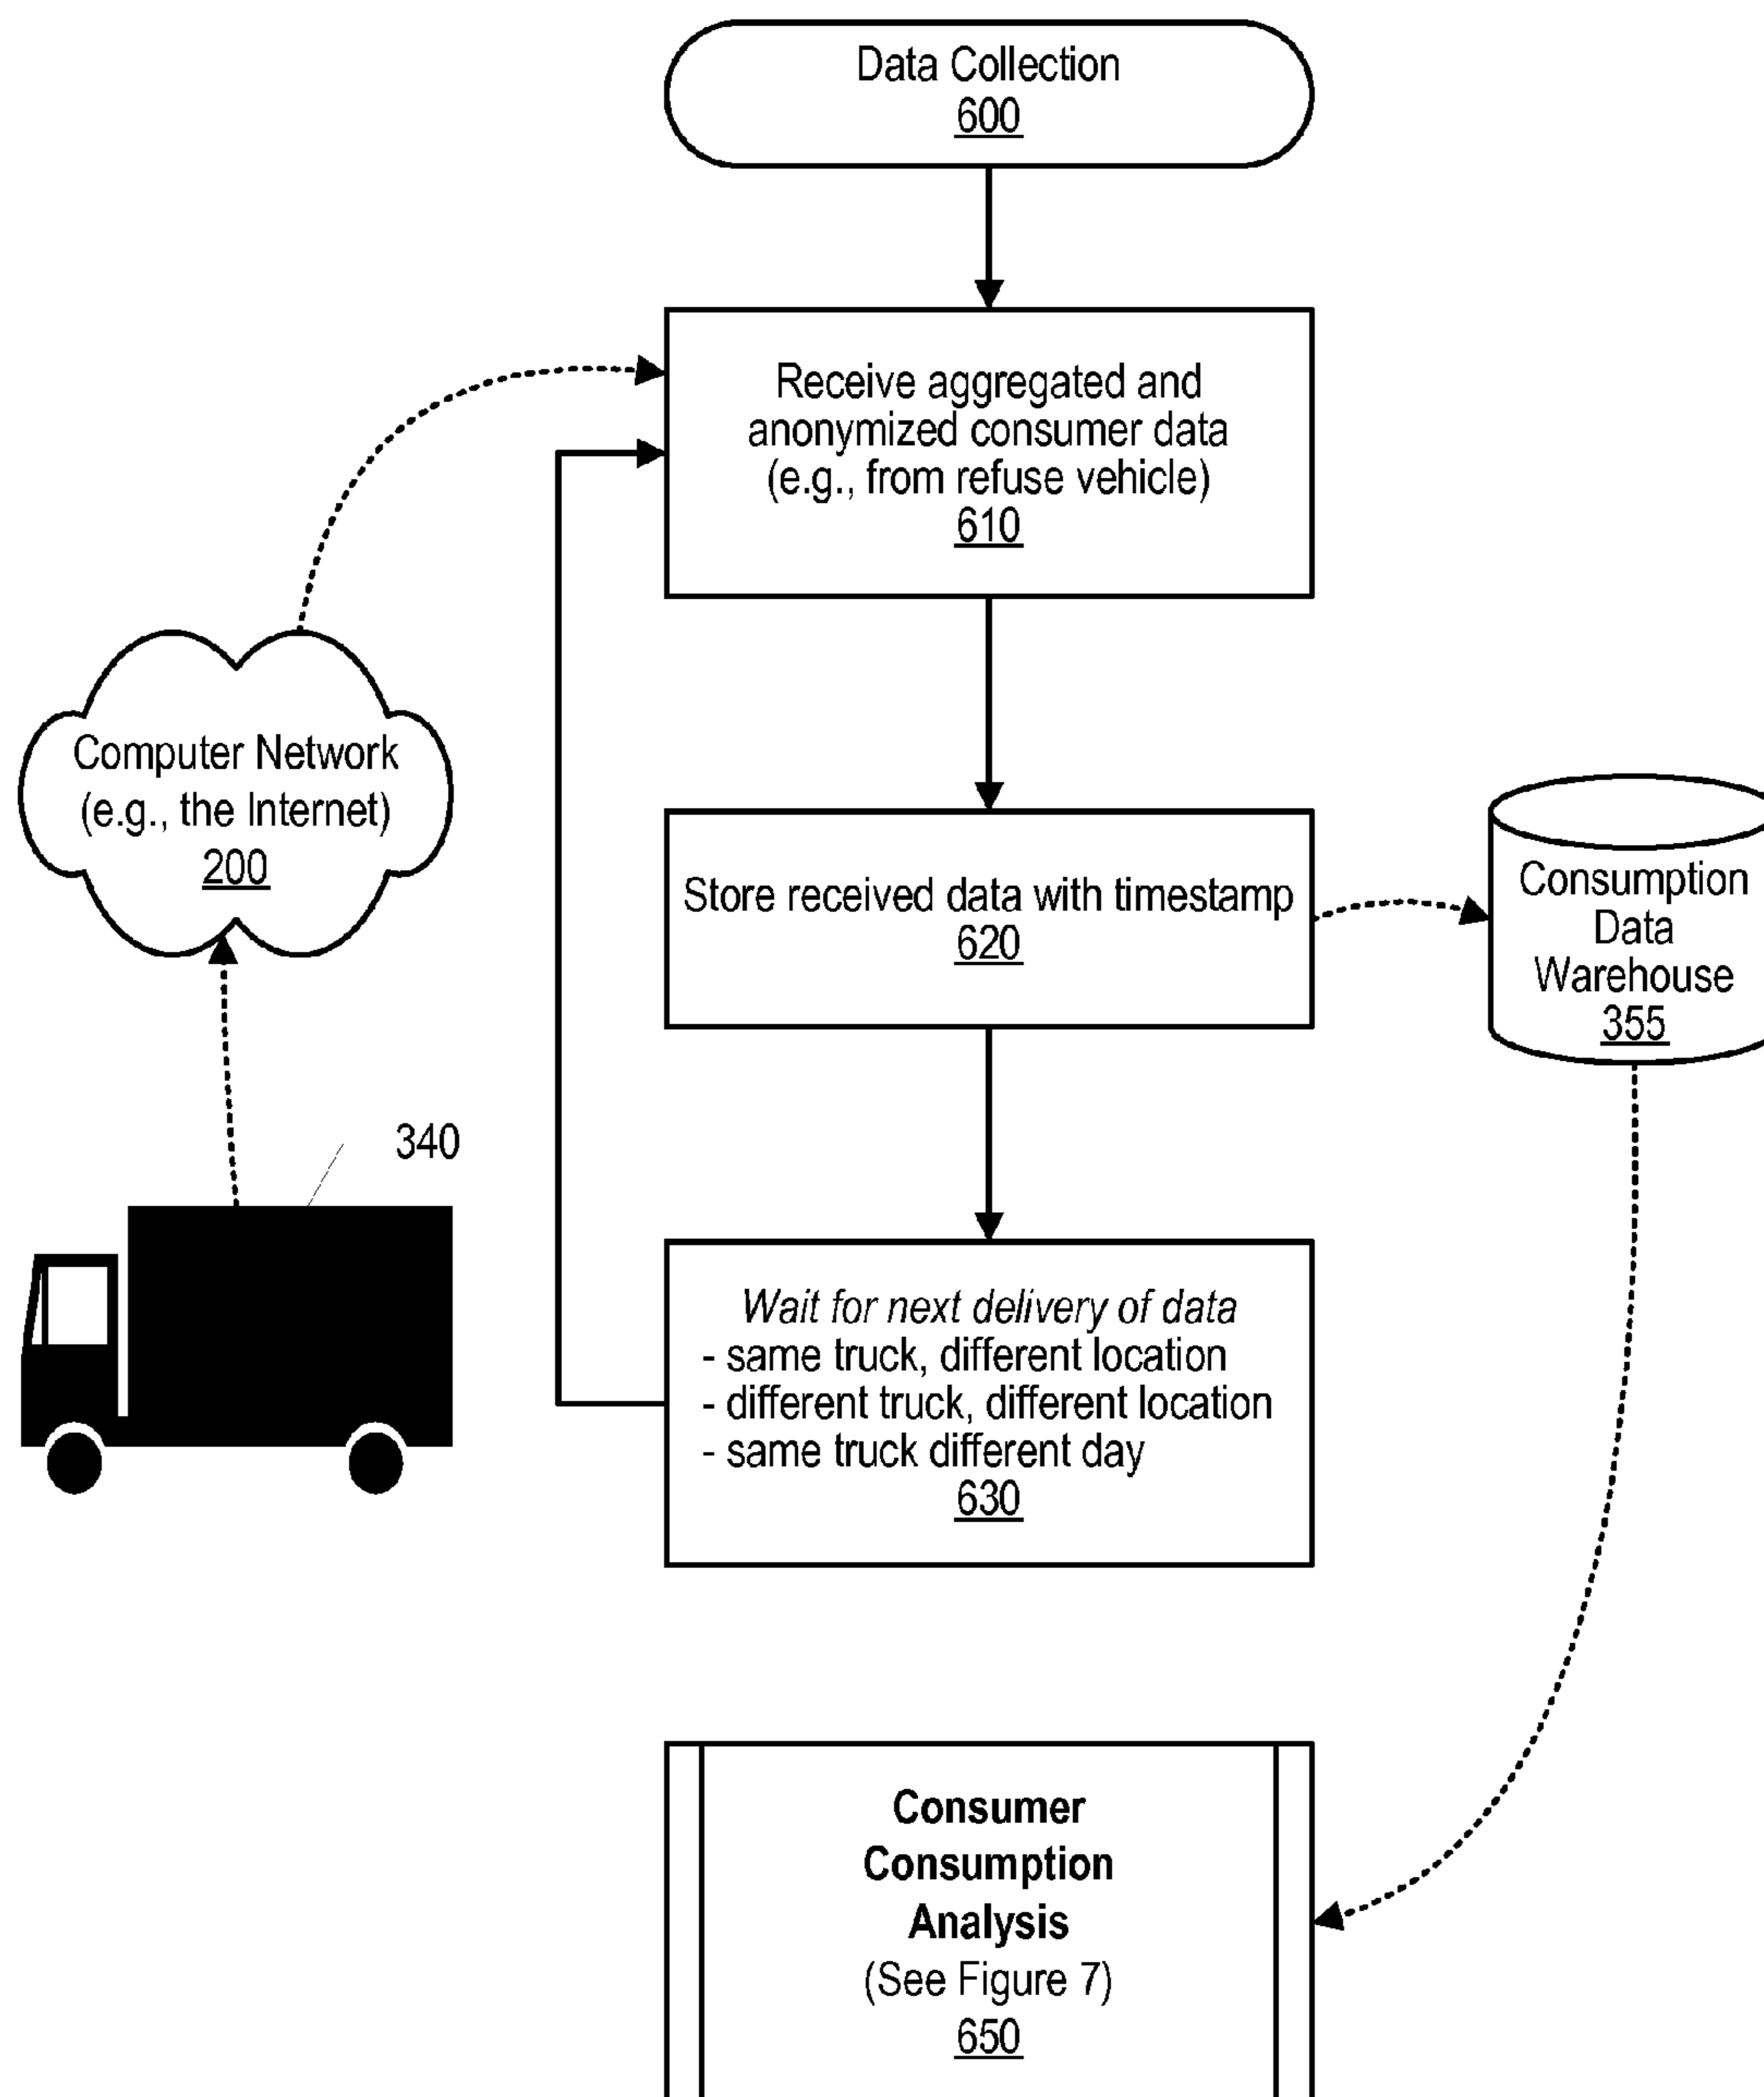 Data Collection
600
Receive aggregated and
anonymized consumer data
(e.g., from refuse vehicle)
610
Computer Network
(e.g., the Internet)
200
Store received data with timestamp
620
Consumption
Data
Warehouse
355
340
Wait for next delivery of data
- same truck, different location
- different truck, different location
- same truck different day
630
Consumer
Consumption
Analysis
(See Figure 7)
650